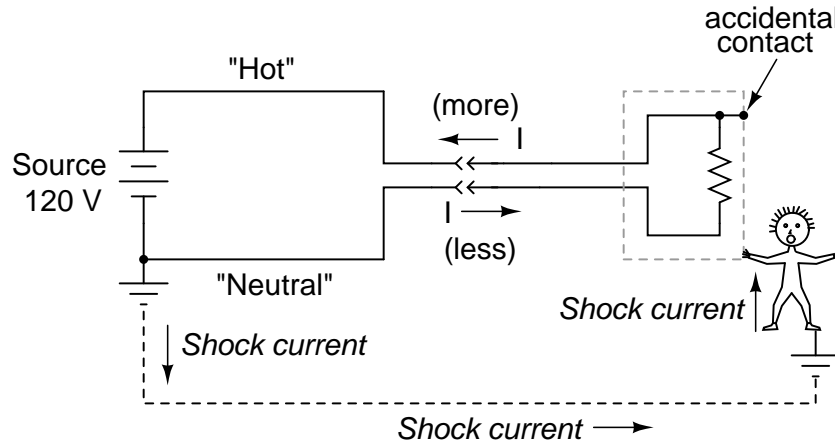 accidental
contact
"Hot"
(more)
I
Source
120 V
I
(less)
"Neutral"
Shock current
Shock current
Shock current